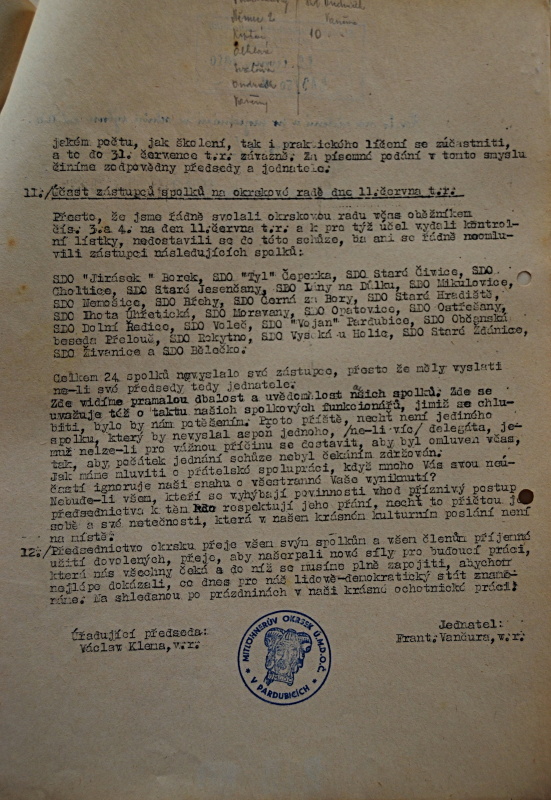 10
jakém počtu, jak školení, tak i praktického líčení se zúčastniti,
a to do 31. července t.r. závazně. Za písemné podání v tomto smyslu
činíme zodpovědny předsedy a jednatele.
11./Účast zástupců spolků na okrskové radě dne 11.června t.r.
Přesto, že jsme řádně svolali okrskovou radu včas oběžníkem
čís. 3.a 4. na den 11.června t.r. a k pro týž účel vydali kontrol-
ní lístky, nedostavili se do této schůze, ba ani se řádně neomlu-
vili zástupci následujících spolků:
SDO "Jirásek " Borek, SDO "Tyl" Čeperka, SDO Staré Čivice, SDO
Choltice, SDO Staré Jesenčany, SDO Lány na Důlku, SDO Mikulovice,
SDO Nemošice, SDO Břehy, SDO Černá za Bory, SDO Staré Hradiště,
SDO Lhota Úhřetická, SDO Moravany, SDO Opatovice, SDO Ostřešany,
SDO Dolní Ředice, SDO Voleč, SDO "Vojan" Pardubice, SDO Občanská
beseda Přelouč, SDO Rokytno, SDO Vysoká u Holic, SDO Staré Ždánice,
SDO Živanice a SDO Bělečko.
Celkem 24 spolků nevyslalo své zástupce, přesto že měly vyslati
ne-li své předsedy tedy jednatele.
Zde vidíme pramalou dbalost a uvědomělost našich spolků. Zde se
uvažuje též o taktu našich spolkových funkcionářů, jimiž se chlu-
biti, bylo by nám potěšením. Proto příště, nechť není jediného
spolku, který by nevyslal aspoň jednoho, /ne-li víc/ delegáta, je-
muž nelze-li pro vážnou příčinu se dostavit, aby byl omluven včas,
tak, aby počátek jednání schůze nebyl čekáním zdržován.
Jak máme mluviti o přátelské spolupráci, když mnoho Vás svou neú-
částí ignoruje naši snahu o všestranné Vaše vyniknutí?
Nebude-li všem, kteří se vyhýbají povinnosti vhod příznivý postup
předsednictva k těm respektují jeho přání, nechť to přičtou
sobě a své netečnosti, která v našem krásném kulturním poslání není
na místě.
12./Předsednictvo okrsku přeje všem svým spolkům a všem členům příjemné
užití dovolených, přeje, aby načerpali nové síly pro budoucí práci,
která nás všechny čeká a do níž se musíme plně zapojiti, abychom
nejlépe dokázali, co dnes pro náš lidově-demokratický stát zname-
náme. Na shledanou po prázdninách v naší krásné ochotnické práci.
Úřadující předseda:
Václav Klena, v.r.
Jednatel:
Frant. Vančura, v.r.
MITLÖHNERŮV OKRSEK Ú.M.D.O.Č.
V PARDUBICÍCH